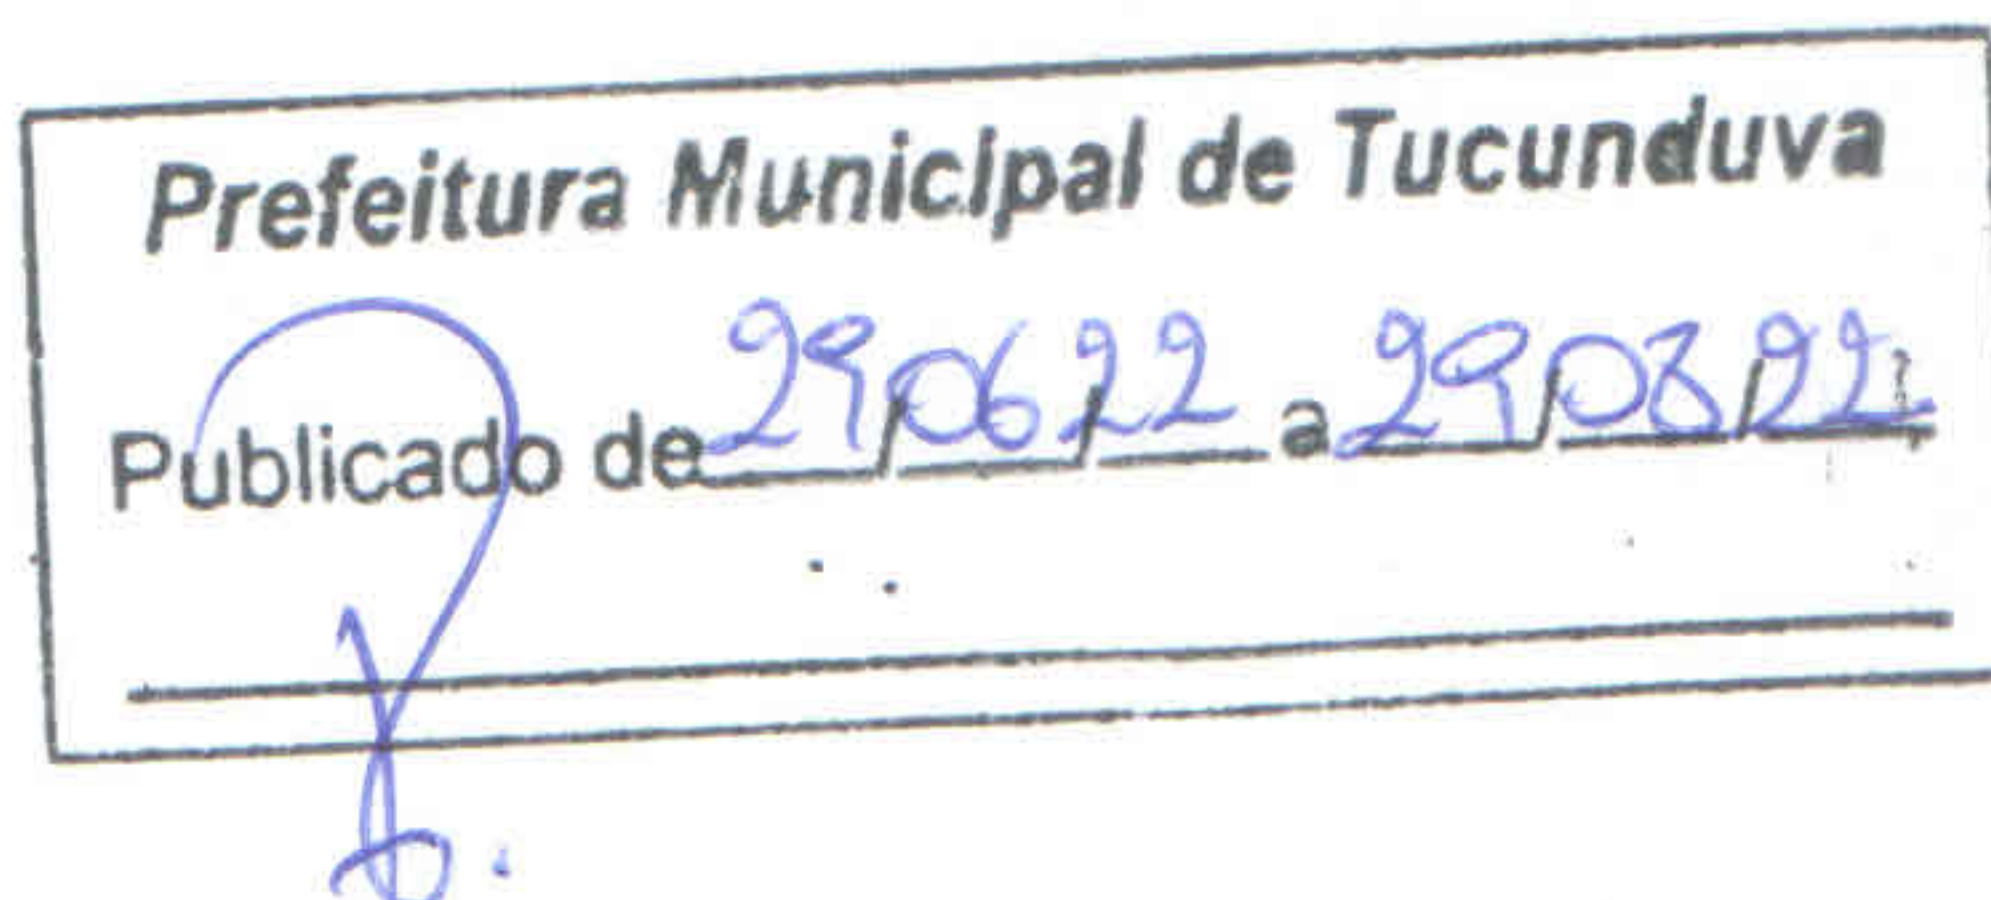 Prefeitura Municipal de Tucunduva
Publicado de 29/06/22 a 29/08/22